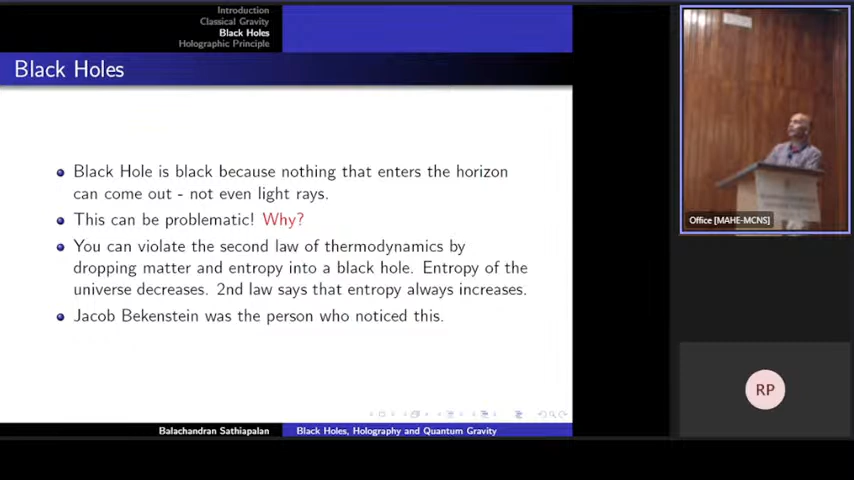 Introduction
Classical Gravity
Black Holes
Holographic Principle
Black Holes
Black Hole is black because nothing that enters the horizon
can come out - not even light rays.
This can be problematic! Why?
You can violate the second law of thermodynamics by
dropping matter and entropy into a black hole. Entropy of the
universe decreases. 2nd law says that entropy always increases.
Jacob Bekenstein was the person who noticed this.
Balachandran Sathiapalan
Black Holes, Holography and Quantum Gravity
Office [MAHE-MCNS]
RP